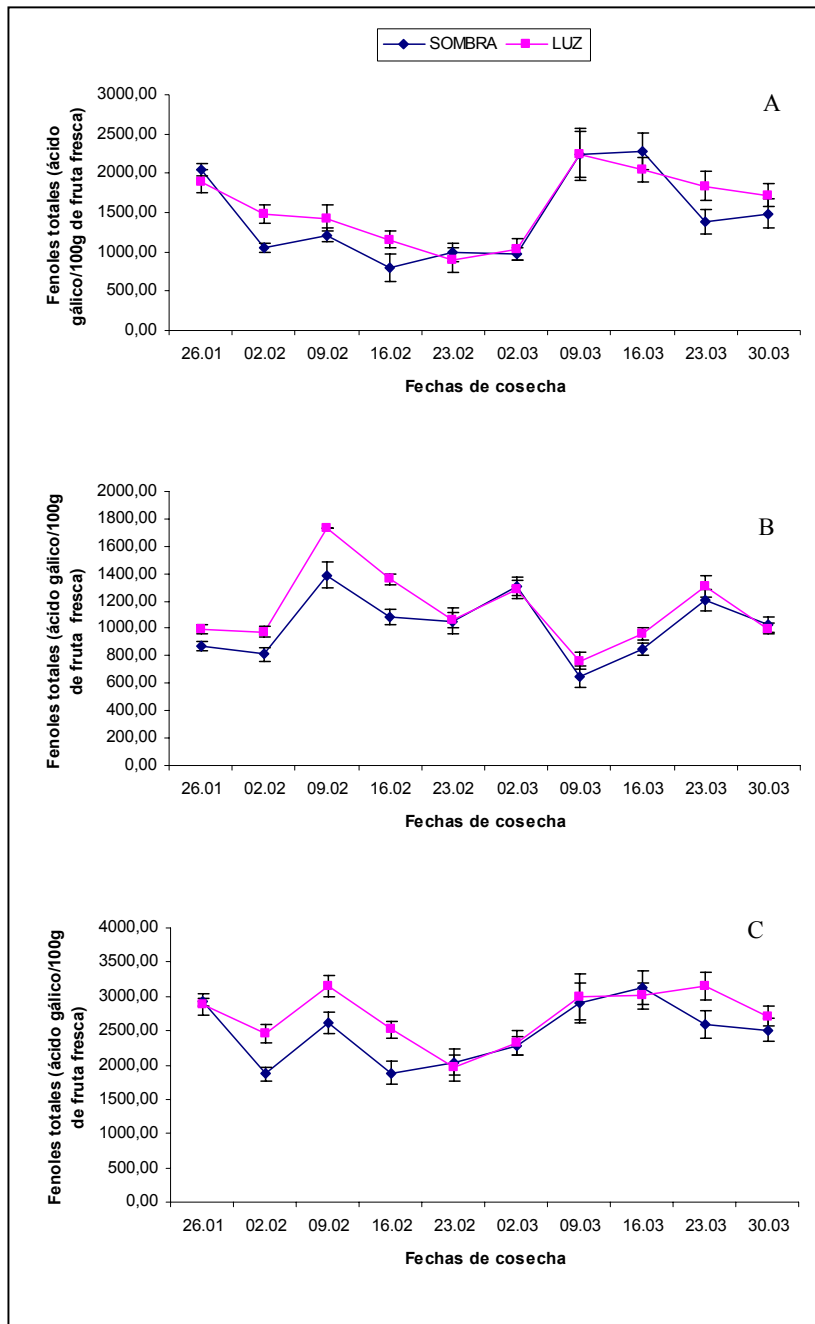 SOMBRA LUZ
A
Fenoles totales (ácido
gálico/100g de fruta fresca)
3000,00
2500,00
2000,00
1500,00
1000,00
500,00
0,00
26.01 02.02 09.02 16.02 23.02 02.03 09.03 16.03 23.03 30.03
Fechas de cosecha
B
Fenoles totales (ácido gálico/100g
de fruta fresca)
2000,00
1800,00
1600,00
1400,00
1200,00
1000,00
800,00
600,00
400,00
200,00
0,00
26.01 02.02 09.02 16.02 23.02 02.03 09.03 16.03 23.03 30.03
Fechas de cosecha
C
Fenoles totales (ácido gálico/100g
de fruta fresca)
4000,00
3500,00
3000,00
2500,00
2000,00
1500,00
1000,00
500,00
0,00
26.01 02.02 09.02 16.02 23.02 02.03 09.03 16.03 23.03 30.03
Fechas de cosecha